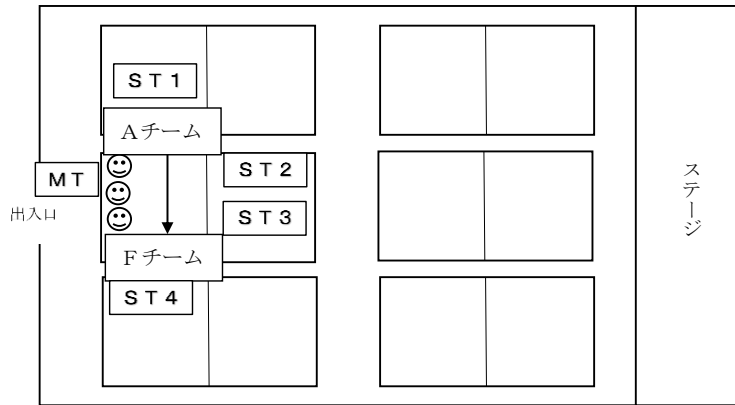 ＳＴ１
Ａチーム
ＭＴ
ＳＴ２
出入口
ＳＴ３
Ｆチーム
ＳＴ４
ステージ